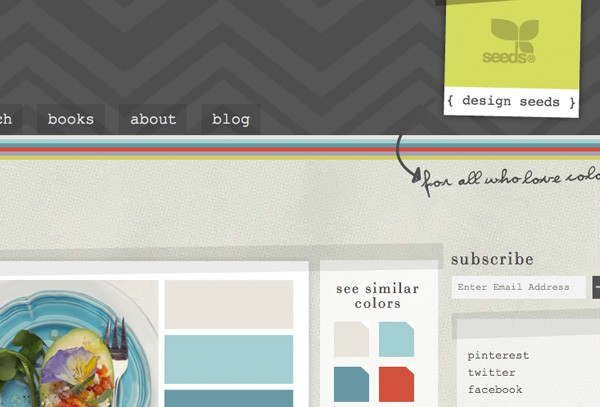 seeds®
{ design seeds }
ch books about blog
for all who love colo
subscribe
see similar
colors
Enter Email Address
pinterest
twitter
facebook